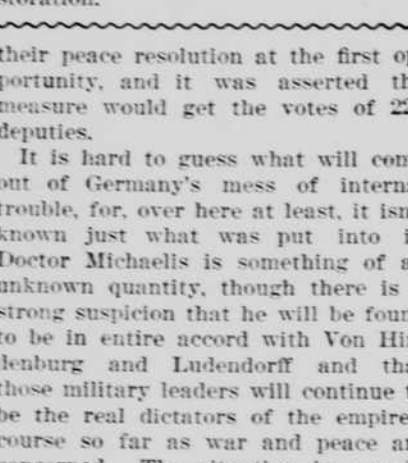 storation.
their peace resolution at the first op
portunity, and it was asserted th
measure would get the votes of 22
deputies.
It is hard to guess what will com
out of Germany's mess of interna
trouble, for, over here at least, it isn'
known just what was put into i
Doctor Michaelis is something of a
unknown quantity, though there is
strong suspicion that he will be foun
to be in entire accord with Von Hin
denburg and Ludendorff and tha
those military leaders will continue t
be the real dictators of the empire'
course so far as war and peace ar